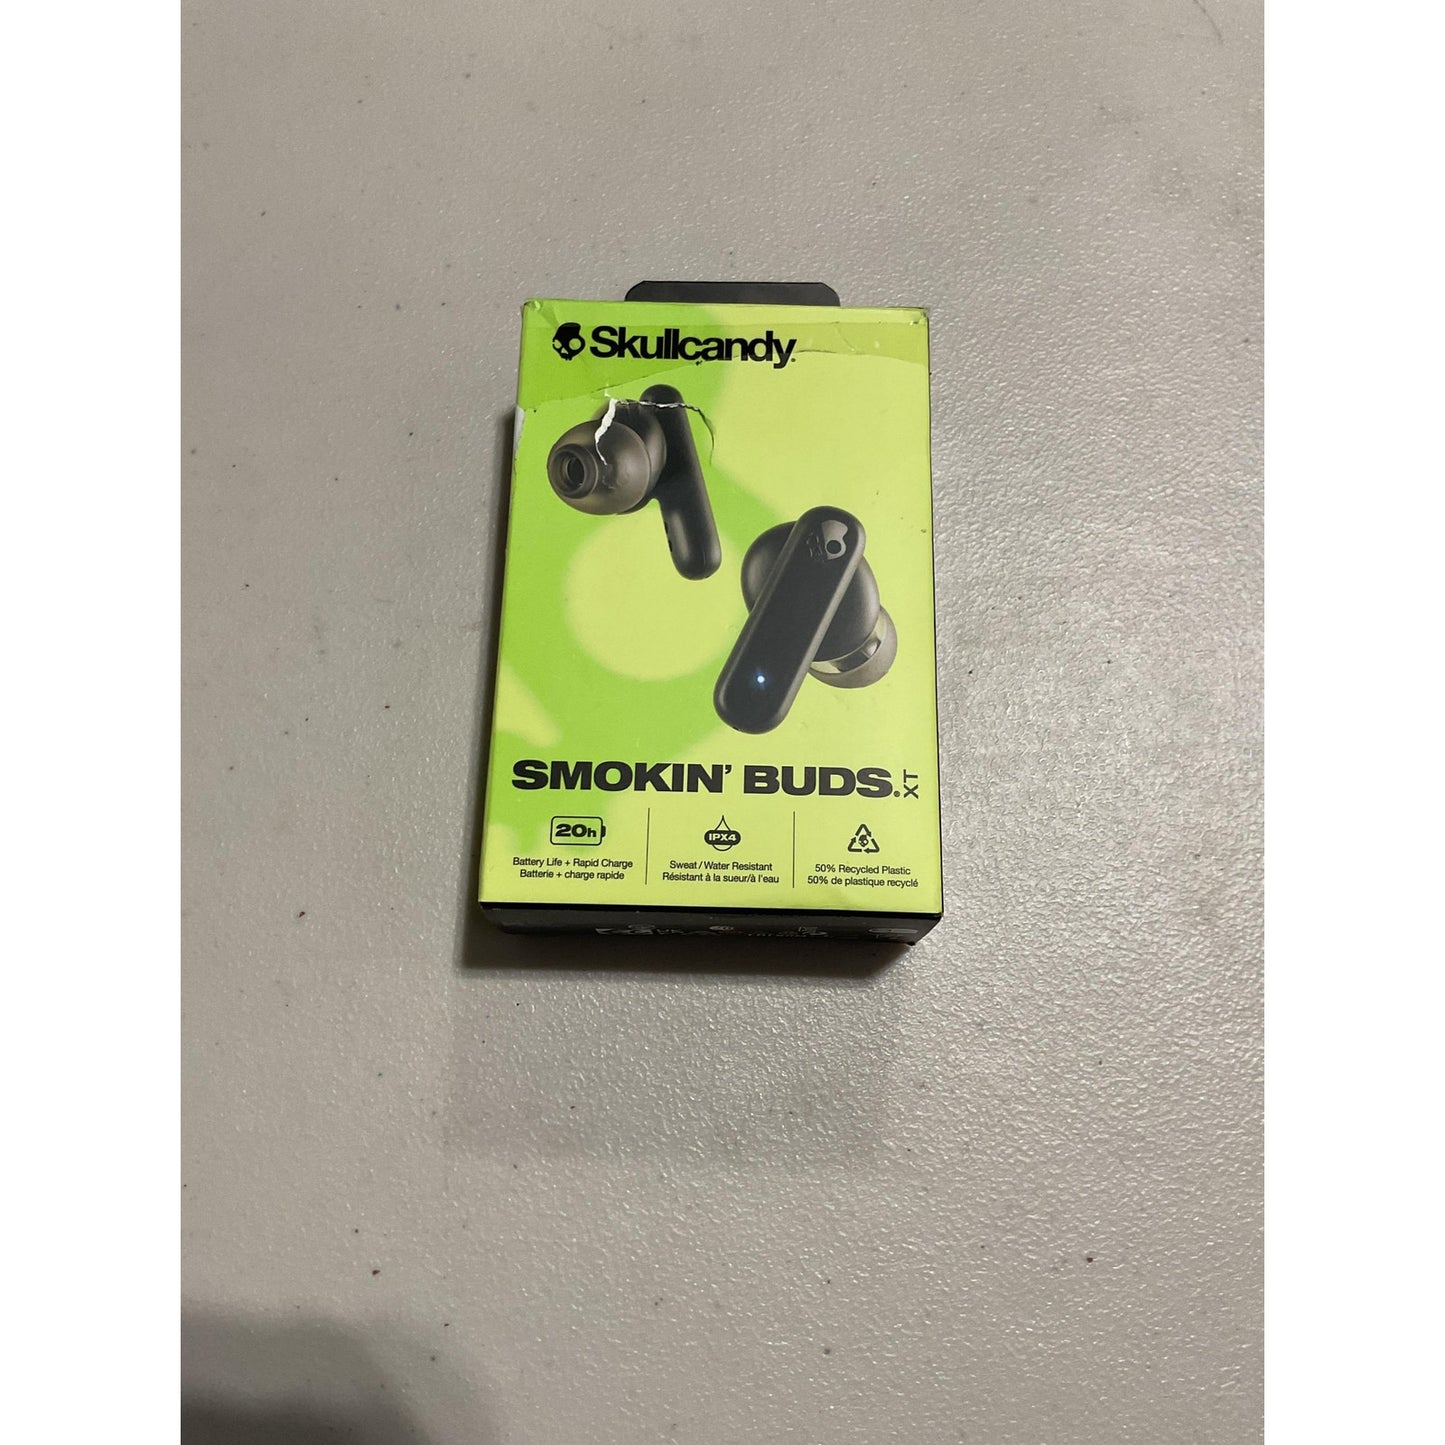 Skullcandy.
SMOKIN' BUDS. XT
20h
Battery Life + Rapid Charge
Batterie + charge rapide
IPX4
Sweat / Water Resistant
Résistant à la sueur/à l'eau
50% Recycled Plastic
50% de plastique recyclé